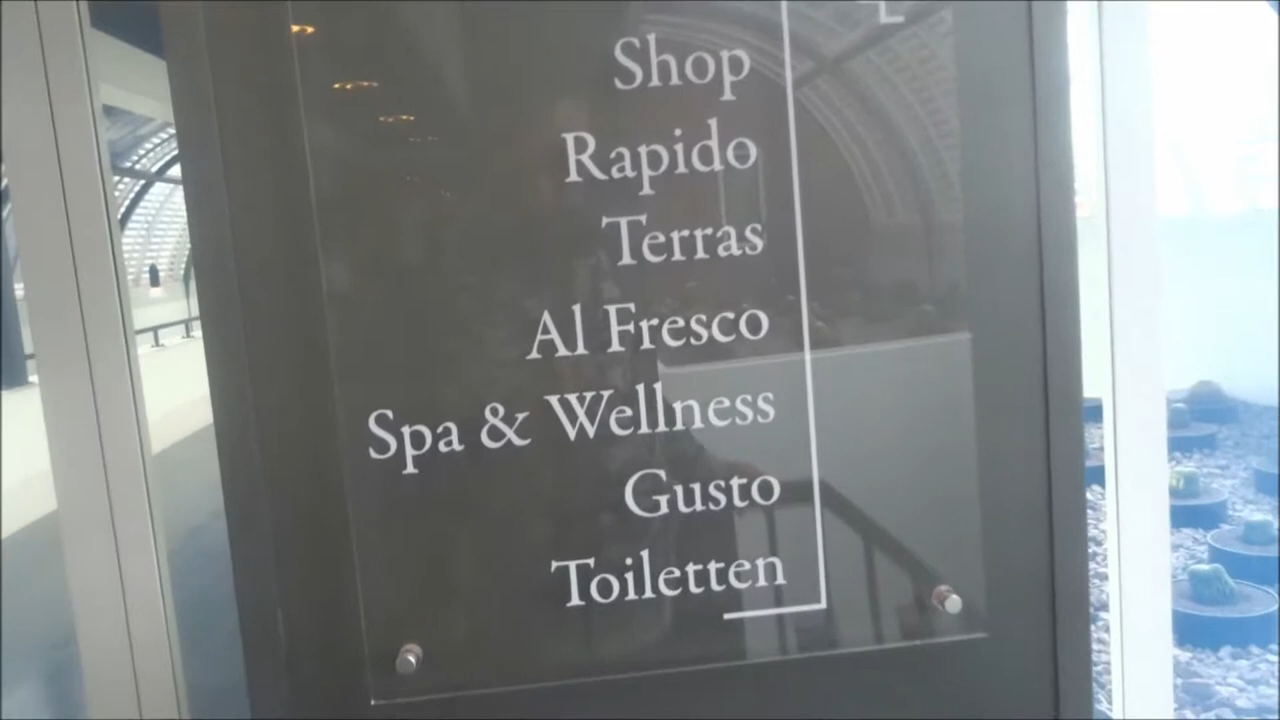 Shop
Rapido
Terras
Al Fresco
Spa & Wellness
Gusto
Toiletten